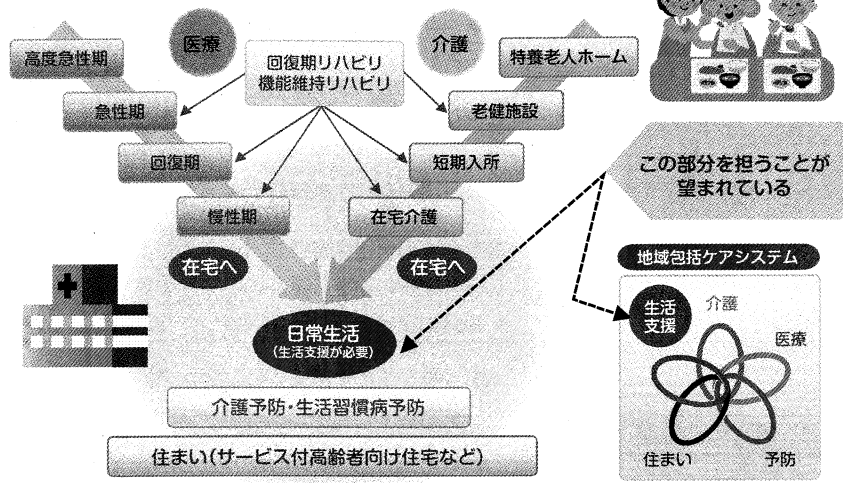 医療
介護
高度急性期
回復期リハビリ
機能維持リハビリ
特養老人ホーム
急性期
老健施設
回復期
短期入所
慢性期
在宅介護
在宅へ
在宅へ
日常生活
(生活支援が必要)
介護予防・生活習慣病予防
住まい(サービス付高齢者向け住宅など)
この部分を担うことが
望まれている
地域包括ケアシステム
生活
支援
介護
医療
住まい
予防